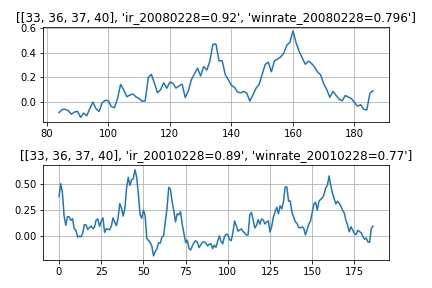 [[33, 36, 37, 40], 'ir_20080228=0.92', 'winrate_20080228=0.796']
0.6
0.4
0.2
0.0
80 100 120 140 160 180
[[33, 36, 37, 40], 'ir_20010228=0.89', 'winrate_20010228=0.77']
0.50
0.25
0.00
0 25 50 75 100 125 150 175